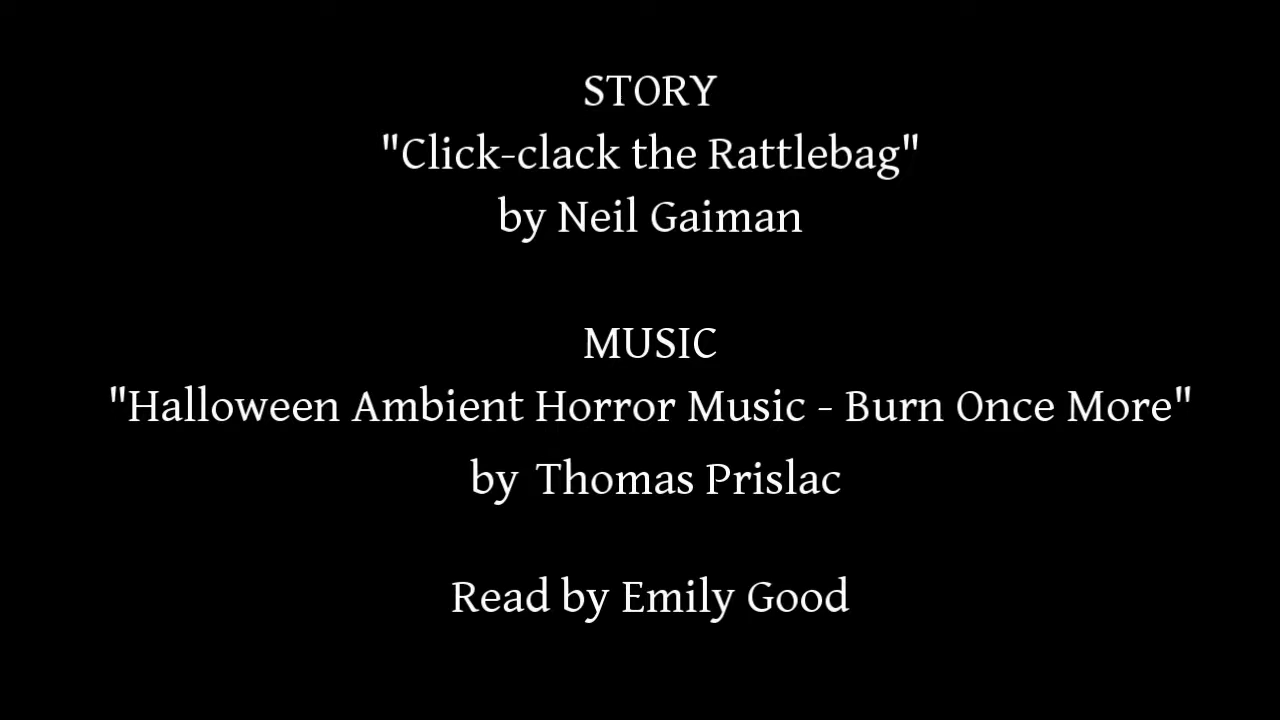 STORY
"Click-clack the Rattlebag"
by Neil Gaiman
MUSIC
"Halloween Ambient Horror Music - Burn Once More"
by Thomas Prislac
Read by Emily Good